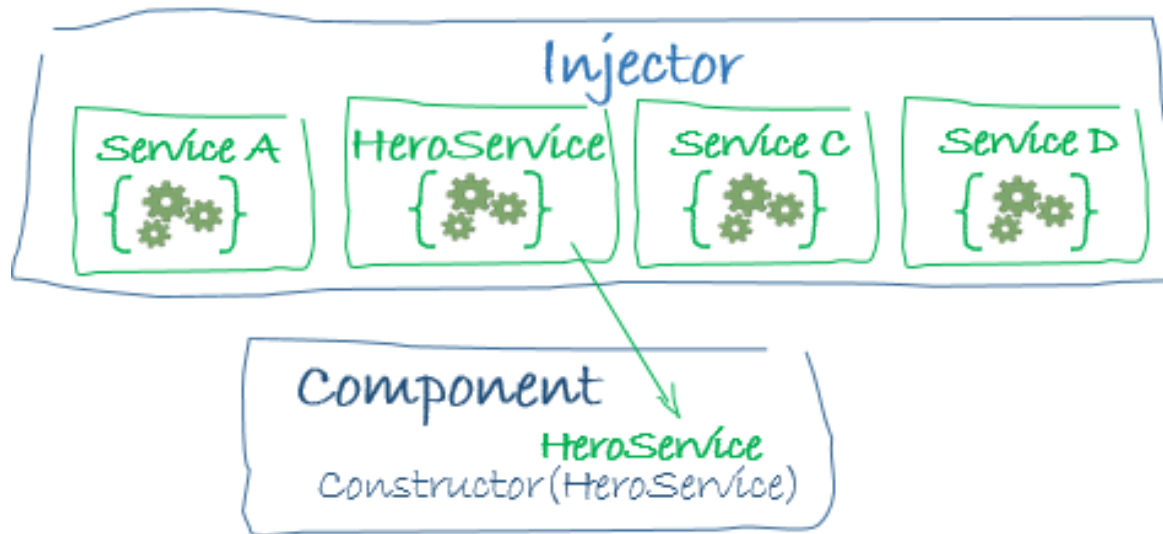 Injector
Service A
HeroService
Service C
Service D
Component
HeroService
Constructor(HeroService)